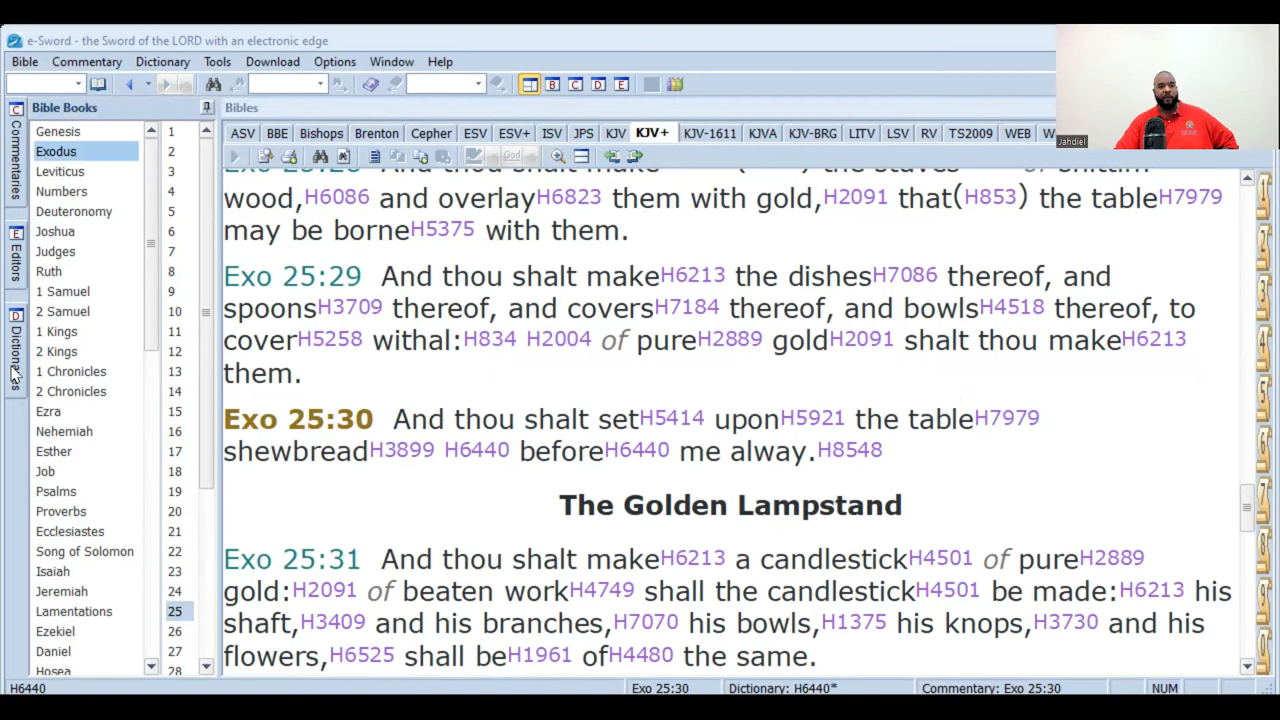 e-Sword - the Sword of the LORD with an electronic edge
Bible Commentary Dictionary Tools Download Options Window Help
B C D E
C Commentaries
E Editors
D
Bible Books
Genesis
Exodus
Leviticus
Numbers
Deuteronomy
Joshua
Judges
Ruth
1 Samuel
2 Samuel
1 Kings
2 Kings
1 Chronicles
2 Chronicles
Ezra
Nehemiah
Esther
Job
Psalms
Proverbs
Ecclesiastes
Song of Solomon
Isaiah
Jeremiah
Lamentations
Ezekiel
Daniel
Hosea
1
2
3
4
5
6
7
8
9
10
11
12
13
14
15
16
17
18
19
20
21
22
23
24
25
26
27
28
Bibles
ASV BBE Bishops Brenton Cepher ESV ESV+ ISV JPS KJV KJV+ KJV-1611 KJVA KJV-BRG LITV LSV RV TS2009 WEB
wood,H6086 and overlayH6823 them with gold,H2091 that(H853) the tableH7979
may be borneH5375 with them.
Exo 25:29 And thou shalt makeH6213 the dishesH7086 thereof, and
spoonsH3709 thereof, and coversH7184 thereof, and bowlsH4518 thereof, to
coverH5258 withal:H834 H2004 of pureH2889 goldH2091 shalt thou makeH6213
them.
Exo 25:30 And thou shalt setH5414 uponH5921 the tableH7979
shewbreadH3899 H6440 beforeH6440 me alway.H8548
The Golden Lampstand
Exo 25:31 And thou shalt makeH6213 a candlestickH4501 of pureH2889
gold:H2091 of beaten workH4749 shall the candlestickH4501 be made:H6213 his
shaft,H3409 and his branches,H7070 his bowls,H1375 his knops,H3730 and his
flowers,H6525 shall beH1961 ofH4480 the same.
Jahdiel
H6440 Exo 25:30 Dictionary: H6440* Commentary: Exo 25:30 NUM